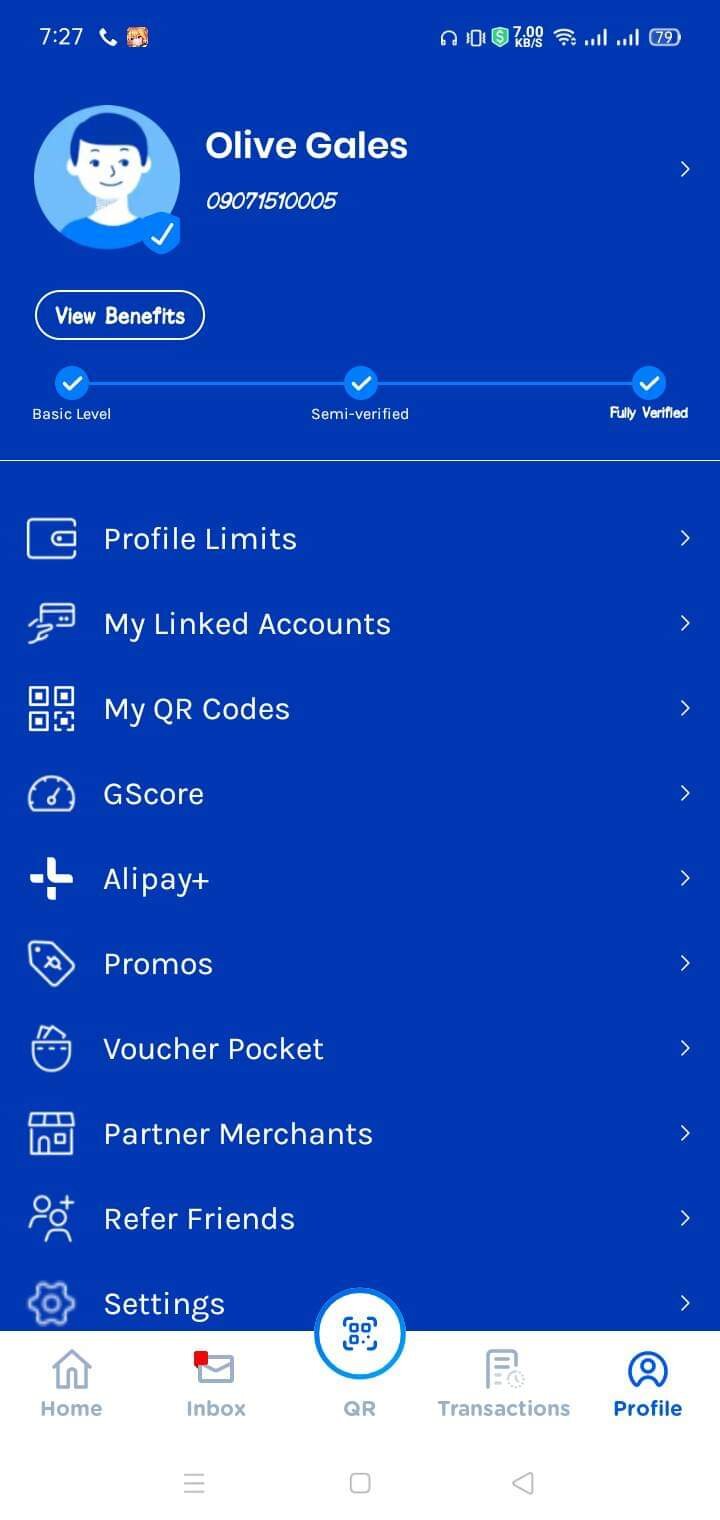 7:27 7.00 KB/S 79
Olive Gales
09071510005
View Benefits
Basic Level Semi-verified Fully Verified
Profile Limits
My Linked Accounts
My QR Codes
GScore
Alipay+
Promos
Voucher Pocket
Partner Merchants
Refer Friends
Settings
Home Inbox QR Transactions Profile